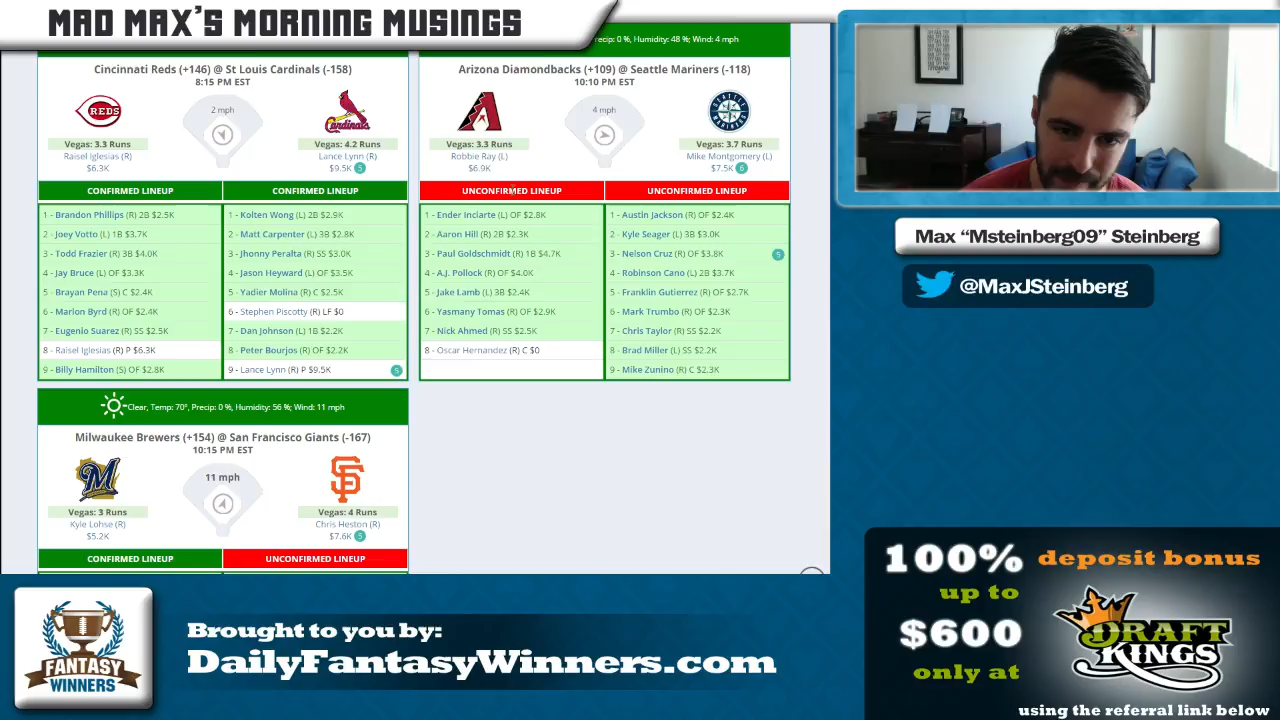 MAD MAX'S MORNING MUSINGS
Precip: 0 %, Humidity: 48 %; Wind: 4 mph
Cincinnati Reds (+146) @ St Louis Cardinals (-158)
8:15 PM EST
REDS
2 mph
Cardinals
Vegas: 3.3 Runs
Vegas: 4.2 Runs
Raisel Iglesias (R)
Lance Lynn (R)
$6.3K
$9.5K 5
CONFIRMED LINEUP
CONFIRMED LINEUP
1 - Brandon Phillips (R) 2B $2.5K
1 - Kolten Wong (L) 2B $2.9K
2 - Joey Votto (L) 1B $3.7K
2 - Matt Carpenter (L) 3B $2.8K
3 - Todd Frazier (R) 3B $4.0K
3 - Jhonny Peralta (R) SS $3.0K
4 - Jay Bruce (L) OF $3.3K
4 - Jason Heyward (L) OF $3.5K
5 - Brayan Pena (S) C $2.4K
5 - Yadier Molina (R) C $2.5K
6 - Marlon Byrd (R) OF $2.4K
6 - Stephen Piscotty (R) LF $0
7 - Eugenio Suarez (R) SS $2.5K
7 - Dan Johnson (L) 1B $2.2K
8 - Raisel Iglesias (R) P $6.3K
8 - Peter Bourjos (R) OF $2.2K
9 - Billy Hamilton (S) OF $2.8K
9 - Lance Lynn (R) P $9.5K 5
Arizona Diamondbacks (+109) @ Seattle Mariners (-118)
10:10 PM EST
4 mph
SEATTLE
MARINERS
Vegas: 3.3 Runs
Vegas: 3.7 Runs
Robbie Ray (L)
Mike Montgomery (L)
$6.9K
$7.5K 6
UNCONFIRMED LINEUP
UNCONFIRMED LINEUP
1 - Ender Inciarte (L) OF $2.8K
1 - Austin Jackson (R) OF $2.4K
2 - Aaron Hill (R) 2B $2.3K
2 - Kyle Seager (L) 3B $3.0K
3 - Paul Goldschmidt (R) 1B $4.7K
3 - Nelson Cruz (R) OF $3.8K 5
4 - A.J. Pollock (R) OF $4.0K
4 - Robinson Cano (L) 2B $3.7K
5 - Jake Lamb (L) 3B $2.4K
5 - Franklin Gutierrez (R) OF $2.7K
6 - Yasmany Tomas (R) OF $2.9K
6 - Mark Trumbo (R) OF $2.3K
7 - Nick Ahmed (R) SS $2.5K
7 - Chris Taylor (R) SS $2.2K
8 - Oscar Hernandez (R) C $0
8 - Brad Miller (L) SS $2.2K
9 - Mike Zunino (R) C $2.3K
Clear, Temp: 70°, Precip: 0 %, Humidity: 56 %; Wind: 11 mph
Milwaukee Brewers (+154) @ San Francisco Giants (-167)
10:15 PM EST
11 mph
SF
Vegas: 3 Runs
Vegas: 4 Runs
Kyle Lohse (R)
Chris Heston (R)
$5.2K
$7.6K 5
CONFIRMED LINEUP
UNCONFIRMED LINEUP
Max “Msteinberg09” Steinberg
@MaxJSteinberg
100% deposit bonus
up to
$600
only at
DRAFT
KINGS
using the referral link below
FANTASY
WINNERS
Brought to you by:
DailyFantasyWinners.com